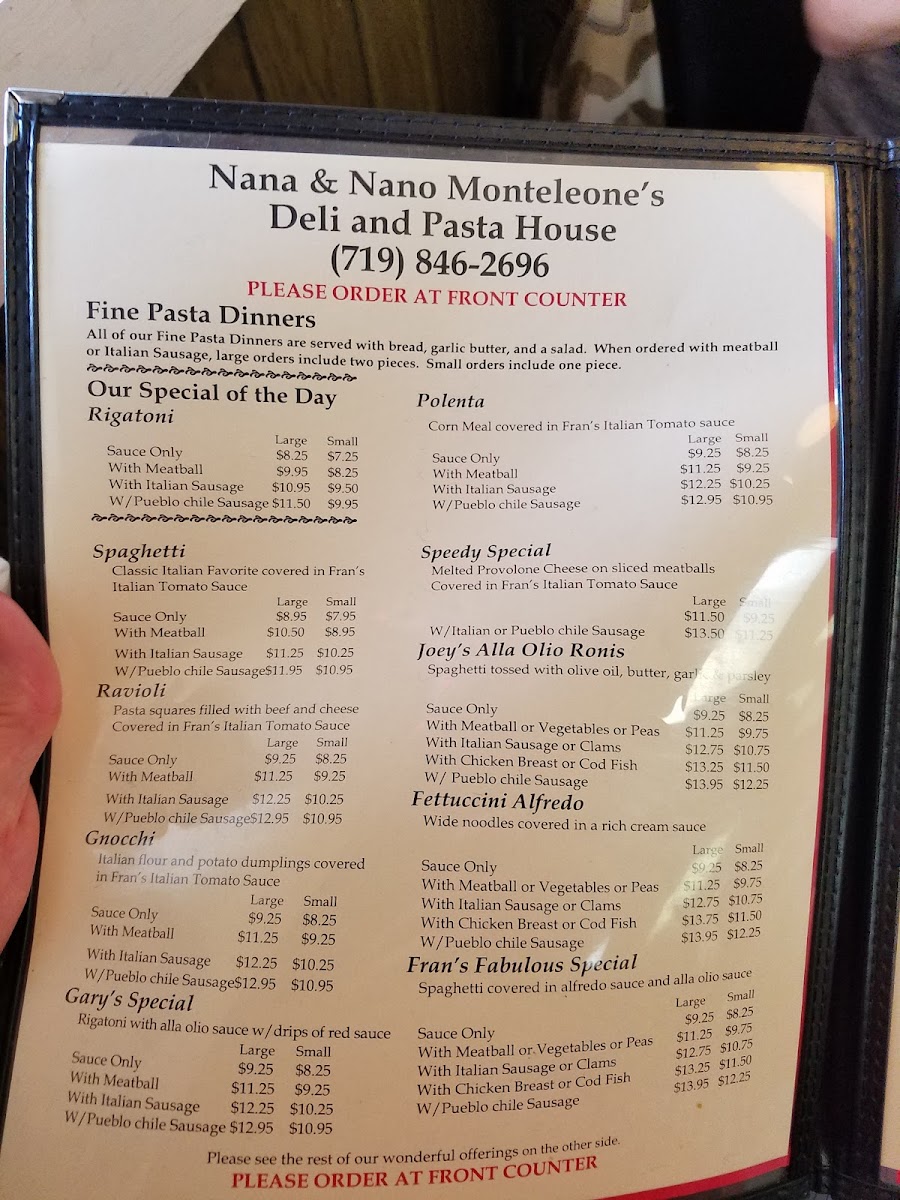 Nana & Nano Monteleone's
Deli and Pasta House
(719) 846-2696
PLEASE ORDER AT FRONT COUNTER
Fine Pasta Dinners
All of our Fine Pasta Dinners are served with bread, garlic butter, and a salad. When ordered with meatball
or Italian Sausage, large orders include two pieces. Small orders include one piece.
Our Special of the Day
Rigatoni
Large Small
Sauce Only $8.25 $7.25
With Meatball $9.95 $8.25
With Italian Sausage $10.95 $9.50
W/Pueblo chile Sausage $11.50 $9.95
Spaghetti
Classic Italian Favorite covered in Fran's
Italian Tomato Sauce
Large Small
Sauce Only $8.95 $7.95
With Meatball $10.50 $8.95
With Italian Sausage $11.25 $10.25
W/Pueblo chile Sausage$11.95 $10.95
Ravioli
Pasta squares filled with beef and cheese
Covered in Fran's Italian Tomato Sauce
Large Small
Sauce Only $9.25 $8.25
With Meatball $11.25 $9.25
With Italian Sausage $12.25 $10.25
W/Pueblo chile Sausage$12.95 $10.95
Gnocchi
Italian flour and potato dumplings covered
in Fran's Italian Tomato Sauce
Large Small
Sauce Only $9.25 $8.25
With Meatball $11.25 $9.25
With Italian Sausage $12.25 $10.25
W/Pueblo chile Sausage$12.95 $10.95
Gary's Special
Rigatoni with alla olio sauce w/drips of red sauce
Large Small
Sauce Only $9.25 $8.25
With Meatball $11.25 $9.25
With Italian Sausage $12.25 $10.25
W/Pueblo chile Sausage $12.95 $10.95
Polenta
Corn Meal covered in Fran's Italian Tomato sauce
Large Small
Sauce Only $9.25 $8.25
With Meatball $11.25 $9.25
With Italian Sausage $12.25 $10.25
W/Pueblo chile Sausage $12.95 $10.95
Speedy Special
Melted Provolone Cheese on sliced meatballs
Covered in Fran's Italian Tomato Sauce
Large Small
$11.50 $9.25
W/Italian or Pueblo chile Sausage $13.50 $11.25
Joey's Alla Olio Ronis
Spaghetti tossed with olive oil, butter, garlic & parsley
Large Small
Sauce Only $9.25 $8.25
With Meatball or Vegetables or Peas $11.25 $9.75
With Italian Sausage or Clams $12.75 $10.75
With Chicken Breast or Cod Fish $13.25 $11.50
W/ Pueblo chile Sausage $13.95 $12.25
Fettuccini Alfredo
Wide noodles covered in a rich cream sauce
Large Small
Sauce Only $9.25 $8.25
With Meatball or Vegetables or Peas $11.25 $9.75
With Italian Sausage or Clams $12.75 $10.75
With Chicken Breast or Cod Fish $13.75 $11.50
W/Pueblo chile Sausage $13.95 $12.25
Fran's Fabulous Special
Spaghetti covered in alfredo sauce and alla olio sauce
Large Small
Sauce Only $9.25 $8.25
With Meatball or Vegetables or Peas $11.25 $9.75
With Italian Sausage or Clams $12.75 $10.75
With Chicken Breast or Cod Fish $13.25 $11.50
W/Pueblo chile Sausage $13.95 $12.25
Please see the rest of our wonderful offerings on the other side.
PLEASE ORDER AT FRONT COUNTER